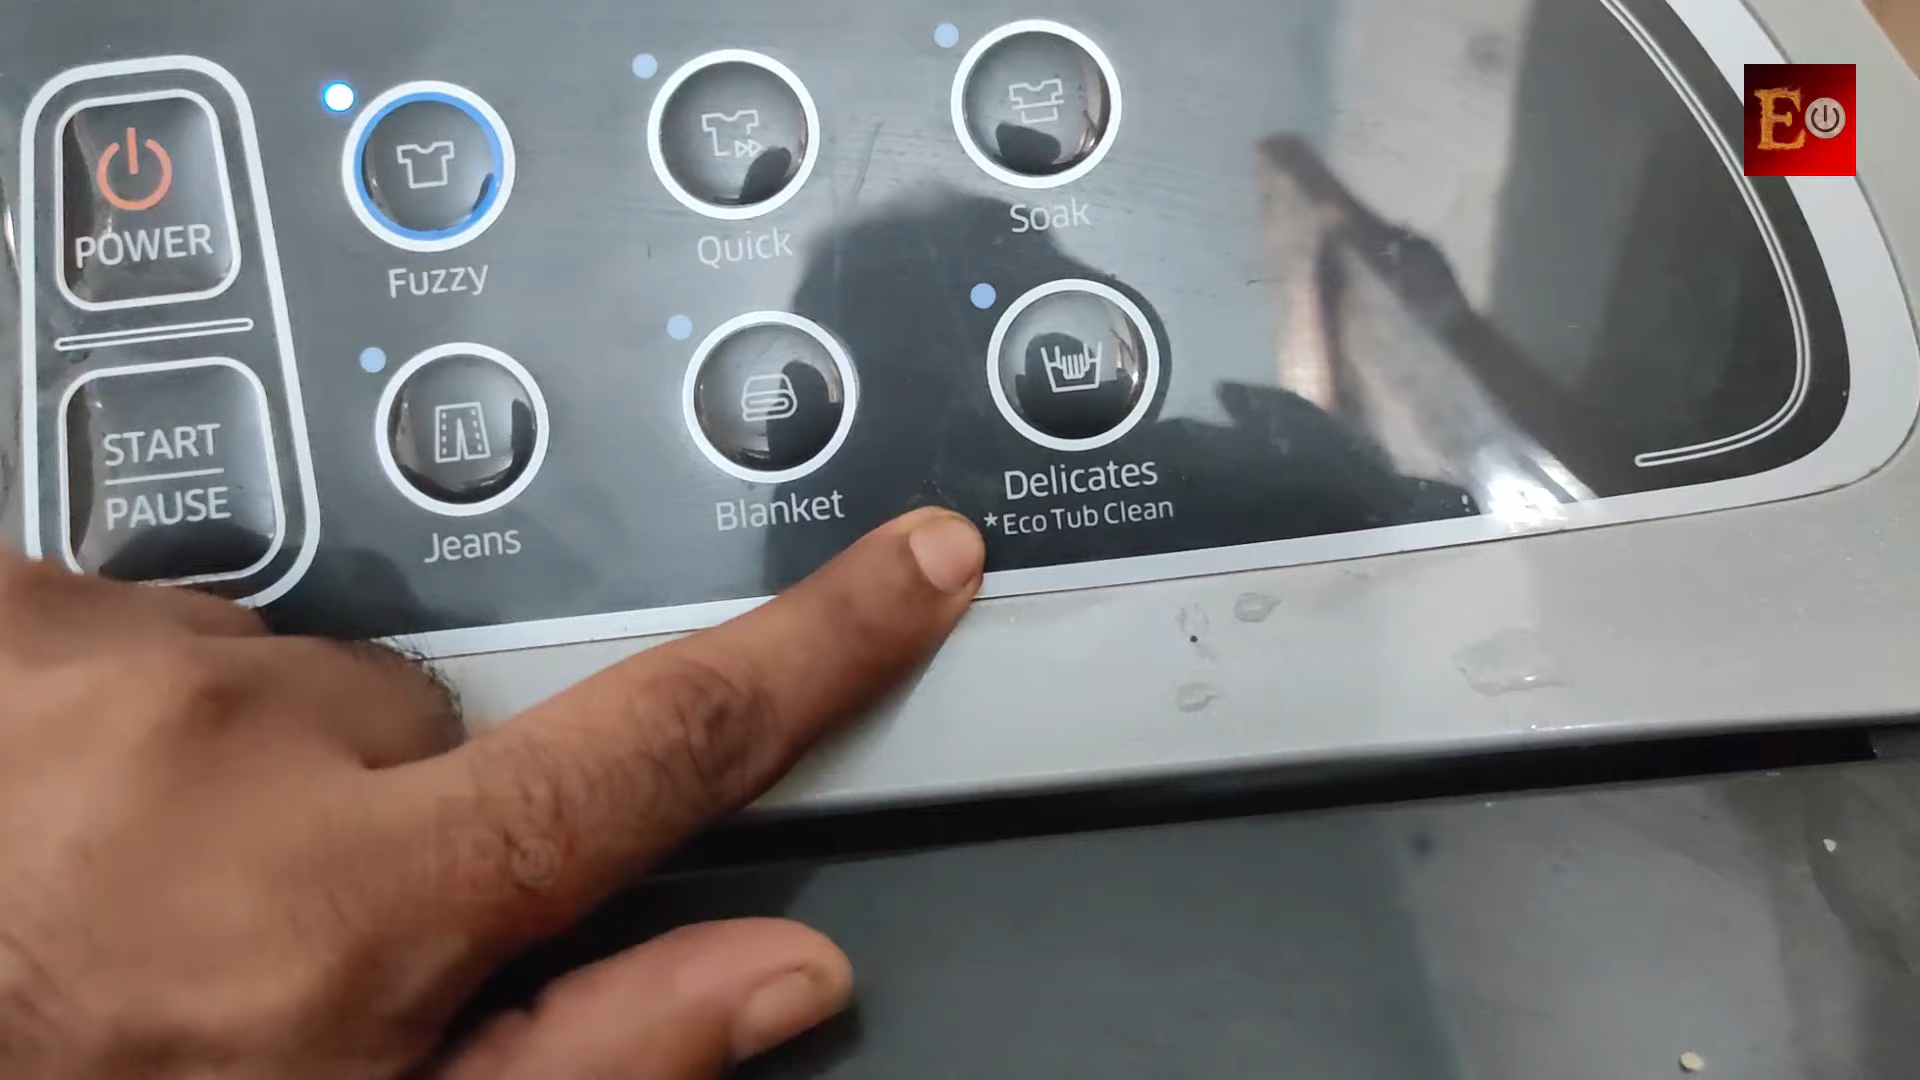 POWER
START
PAUSE
Fuzzy
Quick
Soak
Jeans
Blanket
Delicates
*Eco Tub Clean
E